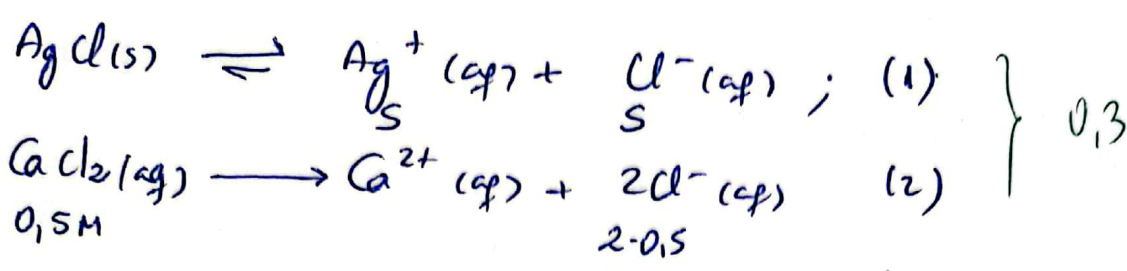 AgCl(s) ⇌ Ag⁺ (aq) + Cl⁻ (aq) ; (1) } 0,3
S S
CaCl₂(aq) ⟶ Ca²⁺ (aq) + 2Cl⁻ (aq) (2)
0,5M 2·0,5